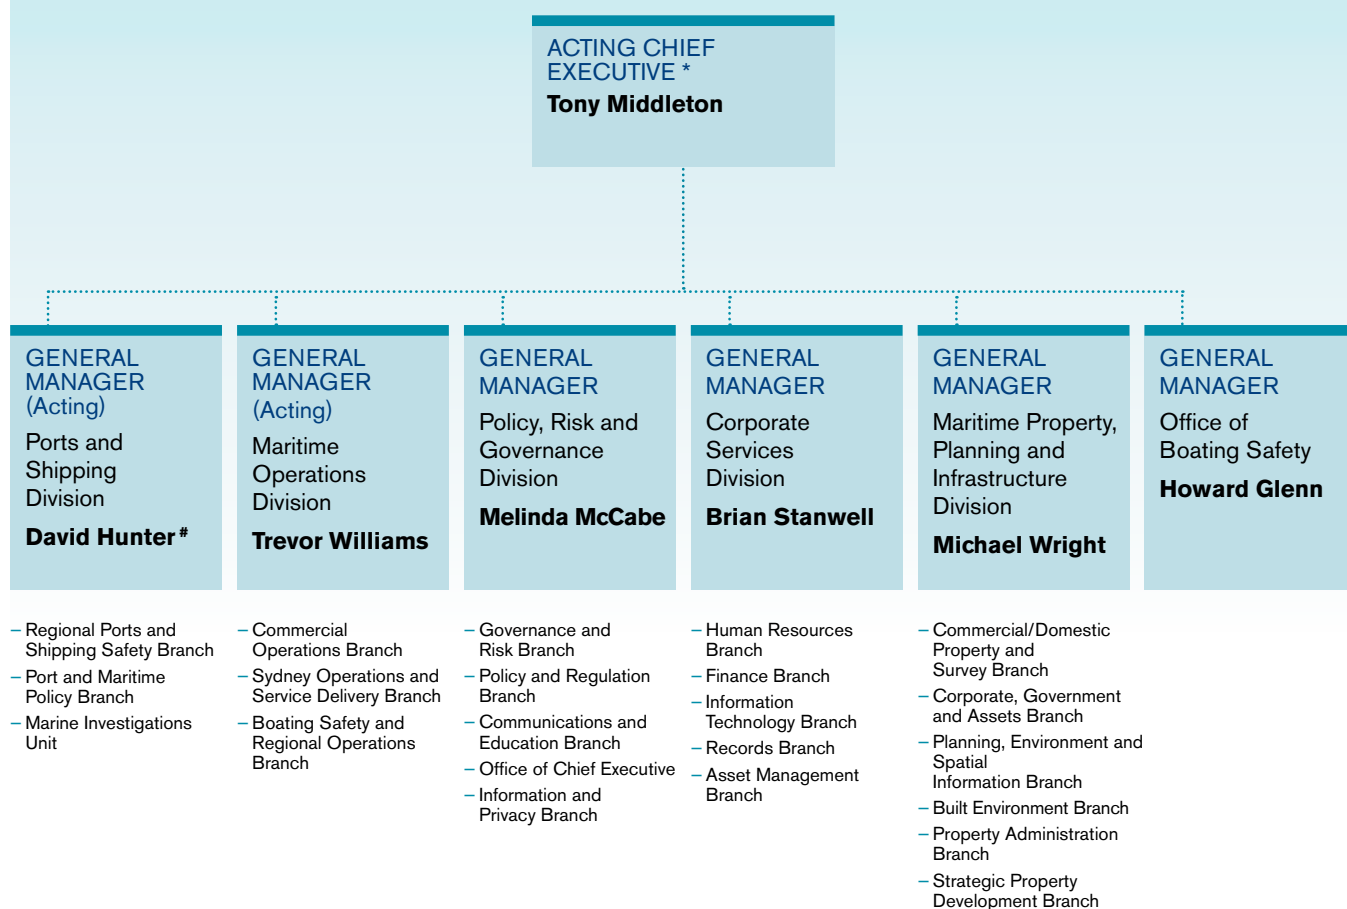 ACTING CHIEF
EXECUTIVE *
Tony Middleton
GENERAL
MANAGER
(Acting)
Ports and
Shipping
Division
David Hunter #
GENERAL
MANAGER
(Acting)
Maritime
Operations
Division
Trevor Williams
GENERAL
MANAGER
Policy, Risk and
Governance
Division
Melinda McCabe
GENERAL
MANAGER
Corporate
Services
Division
Brian Stanwell
GENERAL
MANAGER
Maritime Property,
Planning and
Infrastructure
Division
Michael Wright
GENERAL
MANAGER
Office of
Boating Safety
Howard Glenn
– Regional Ports and
Shipping Safety Branch
– Port and Maritime
Policy Branch
– Marine Investigations
Unit
– Commercial
Operations Branch
– Sydney Operations and
Service Delivery Branch
– Boating Safety and
Regional Operations
Branch
– Governance and
Risk Branch
– Policy and Regulation
Branch
– Communications and
Education Branch
– Office of Chief Executive
– Information and
Privacy Branch
– Human Resources
Branch
– Finance Branch
– Information
Technology Branch
– Records Branch
– Asset Management
Branch
– Commercial/Domestic
Property and
Survey Branch
– Corporate, Government
and Assets Branch
– Planning, Environment and
Spatial
Information Branch
– Built Environment Branch
– Property Administration
Branch
– Strategic Property
Development Branch